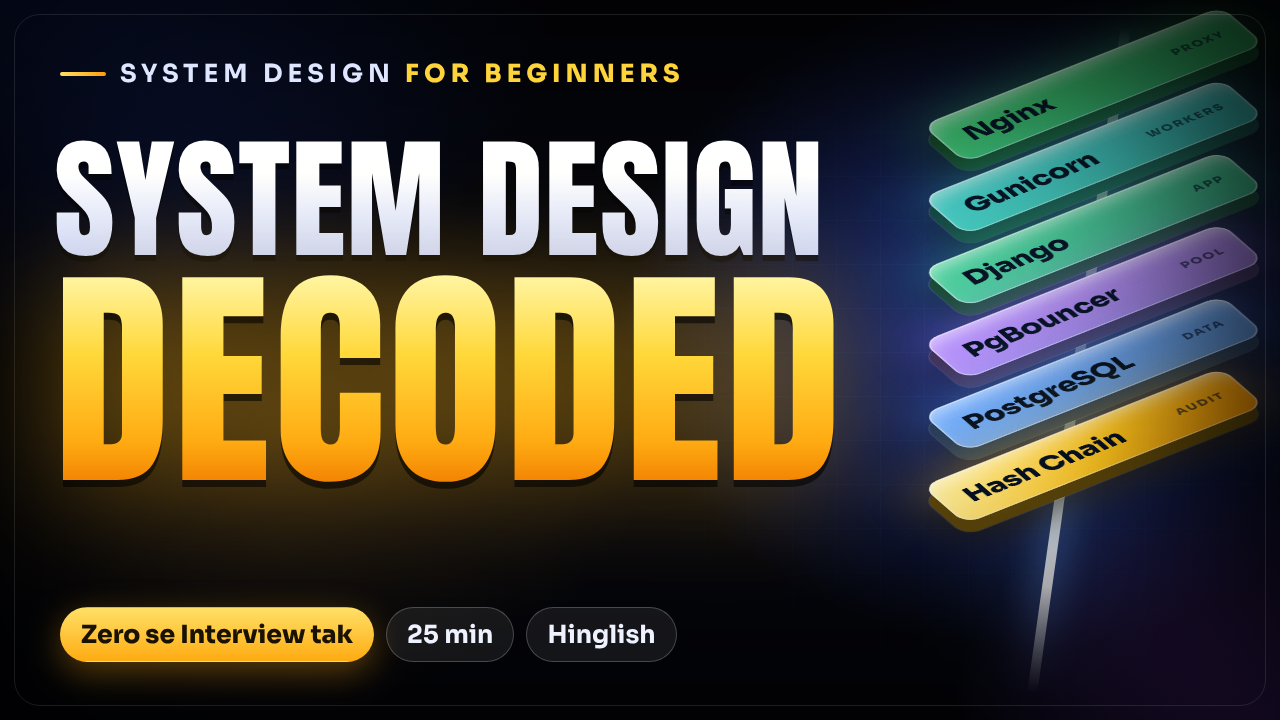 SYSTEM DESIGN FOR BEGINNERS
SYSTEM DESIGN
DECODED
Nginx PROXY
Gunicorn WORKERS
Django APP
PgBouncer POOL
PostgreSQL DATA
Hash Chain AUDIT
Zero se Interview tak
25 min
Hinglish